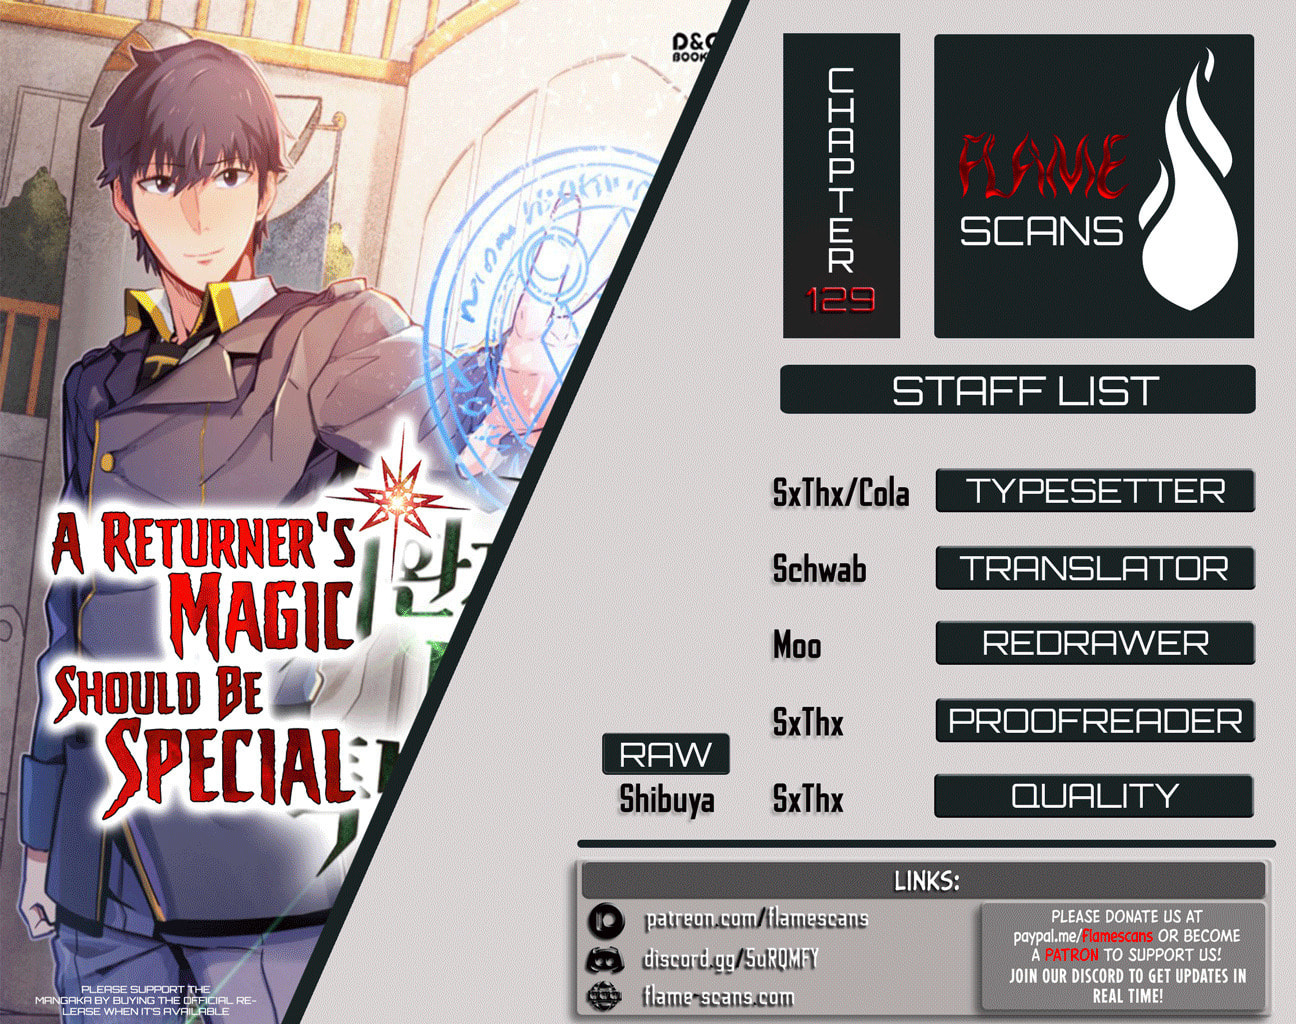 D&C
BOOK
CHAPTER
129
FLAME
SCANS
STAFF LIST
SxThx/Cola TYPESETTER
Schwab TRANSLATOR
Moo REDRAWER
SxThx PROOFREADER
RAW
Shibuya SxThx QUALITY
A RETURNER'S
MAGIC
SHOULD BE
SPECIAL
완
LINKS:
patreon.com/flamescans
discord.gg/5uRQMFY
flame-scans.com
PLEASE DONATE US AT
paypal.me/Flamescans OR BECOME
A PATRON TO SUPPORT US!
JOIN OUR DISCORD TO GET UPDATES IN
REAL TIME!
PLEASE SUPPORT THE
MANGAKA BY BUYING THE OFFICIAL RE-
LEASE WHEN IT'S AVAILABLE